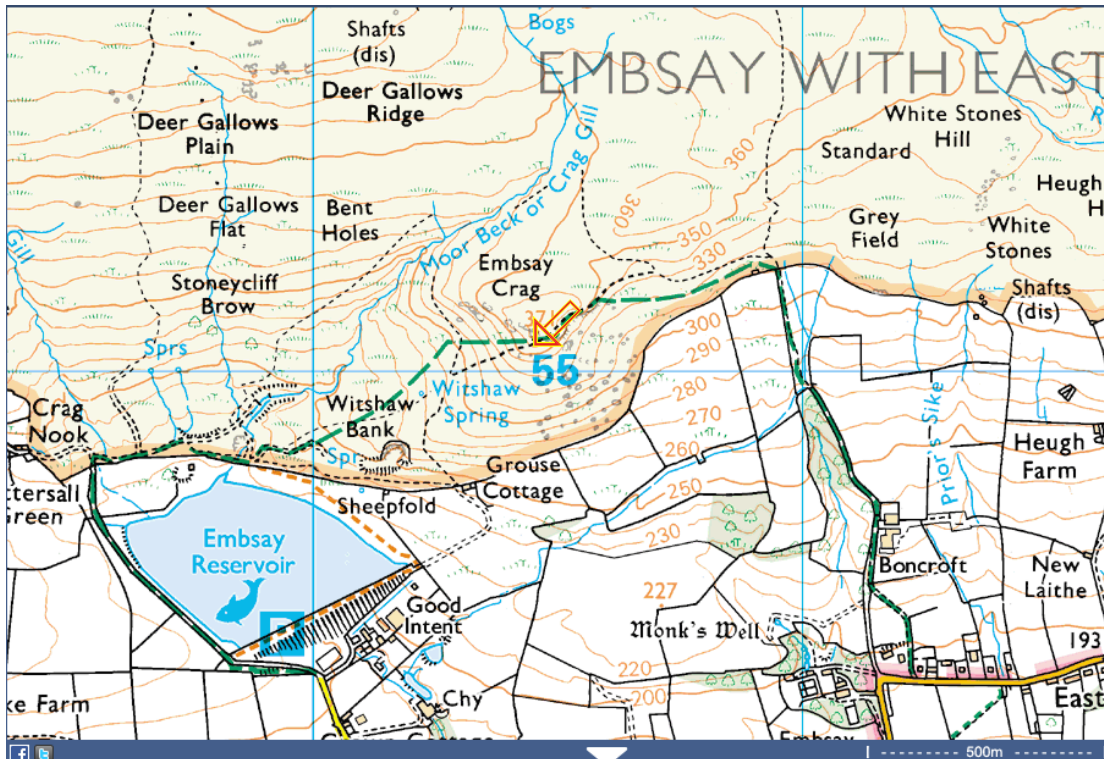 Bogs
Shafts
(dis)
EMBSAY WITH EAST
Deer Gallows
Ridge
White Stones
Hill
Deer Gallows
Plain
Standard
360
Moor Beck or Crag Gill
Heugh
Deer Gallows
Flat
Bent
Holes
360
Grey
Field
White
Stones
Gill
350
330
Embsay
Crag
Stoneycliff
Brow
Shafts
(dis)
300
Sprs
290
55
280
Witshaw
Spring
270
Prior's Sike
Crag
Nook
Witshaw
Bank
260
Heugh
Farm
Spr
Grouse
Cottage
250
ttersall
Green
Sheepfold
230
Embsay
Reservoir
Boncroft
New
Laithe
227
Good
Intent
P
Monk's Well
193
220
200
Chy
East
ke Farm
Embsay
f
t
500m